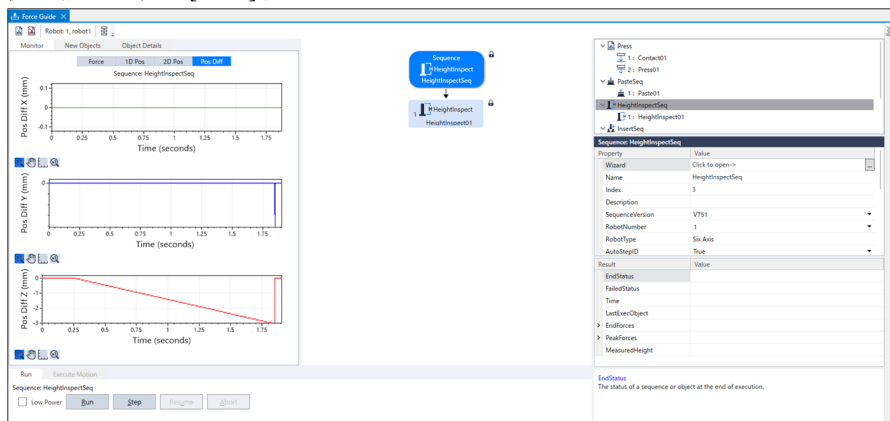 Force Guide
Robot: 1, robot1
Monitor New Objects Object Details
Force 1D Pos 2D Pos Pos Diff
Sequence: HeightInspectSeq
Pos Diff X (mm)
0.1
0
-0.1
0 0.25 0.5 0.75 1 1.25 1.5 1.75
Time (seconds)
Pos Diff Y (mm)
0
0 0.25 0.5 0.75 1 1.25 1.5 1.75
Time (seconds)
Pos Diff Z (mm)
0
-1
-2
-3
0 0.25 0.5 0.75 1 1.25 1.5 1.75
Time (seconds)
Run Execute Motion
Sequence: HeightInspectSeq
Low Power Run Step Resume Abort
Sequence
HeightInspect
HeightInspectSeq
1 HeightInspect
HeightInspect01
Press
1 : Contact01
2 : Press01
PasteSeq
1 : Paste01
HeightInspectSeq
1 : HeightInspect01
InsertSeq
Sequence: HeightInspectSeq
Property Value
Wizard Click to open-> ...
Name HeightInspectSeq
Index 3
Description
SequenceVersion V751
RobotNumber 1
RobotType Six Axis
AutoStepID True
Result Value
EndStatus
FailedStatus
Time
LastExecObject
EndForces
PeakForces
MeasuredHeight
EndStatus
The status of a sequence or object at the end of execution.